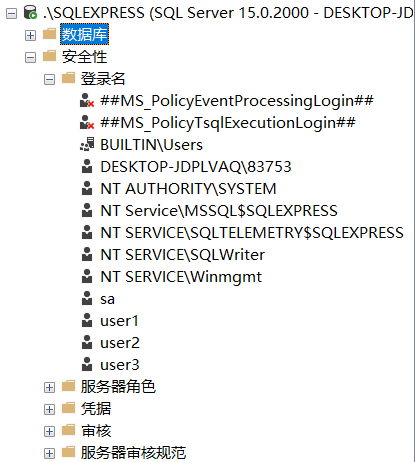 .\SQLEXPRESS (SQL Server 15.0.2000 - DESKTOP-JD
数据库
安全性
登录名
##MS_PolicyEventProcessingLogin##
##MS_PolicyTsqlExecutionLogin##
BUILTIN\Users
DESKTOP-JDPLVAQ\83753
NT AUTHORITY\SYSTEM
NT Service\MSSQL$SQLEXPRESS
NT SERVICE\SQLTELEMETRY$SQLEXPRESS
NT SERVICE\SQLWriter
NT SERVICE\Winmgmt
sa
user1
user2
user3
服务器角色
凭据
审核
服务器审核规范